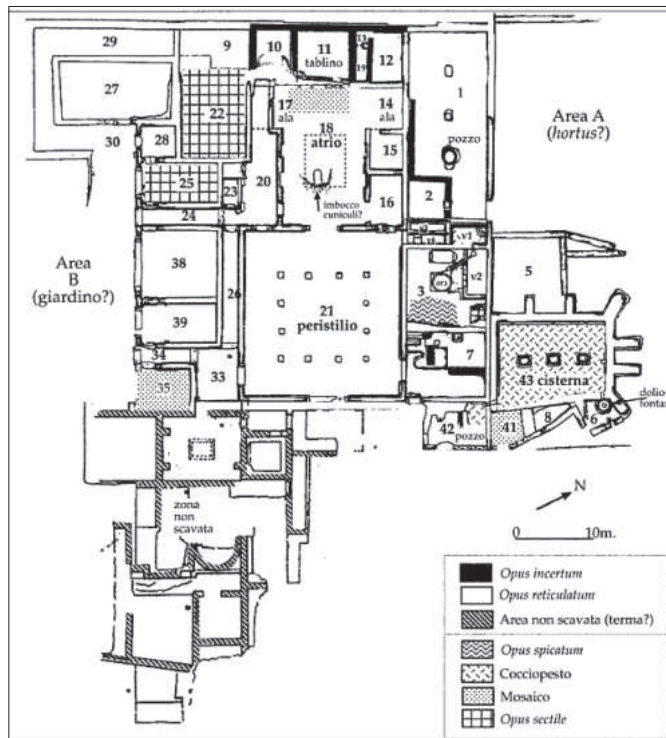 29
9
10
11
tablino
13
19
12
27
1
Area A
(hortus?)
17
ala
14
ala
22
18
atrio
pozzo
30
28
15
20
25
23
16
2
imbocco
cuniculi?
24
v1
Area
B
(giardino?)
38
26
5
3
v2
21
peristilio
39
7
34
33
43 cisterna
35
dolio-
fontana
8
6
42
pozzo
41
zona
non
scavata
N
0 10m.
Opus incertum
Opus reticulatum
Area non scavata (terma?)
Opus spicatum
Cocciopesto
Mosaico
Opus sectile